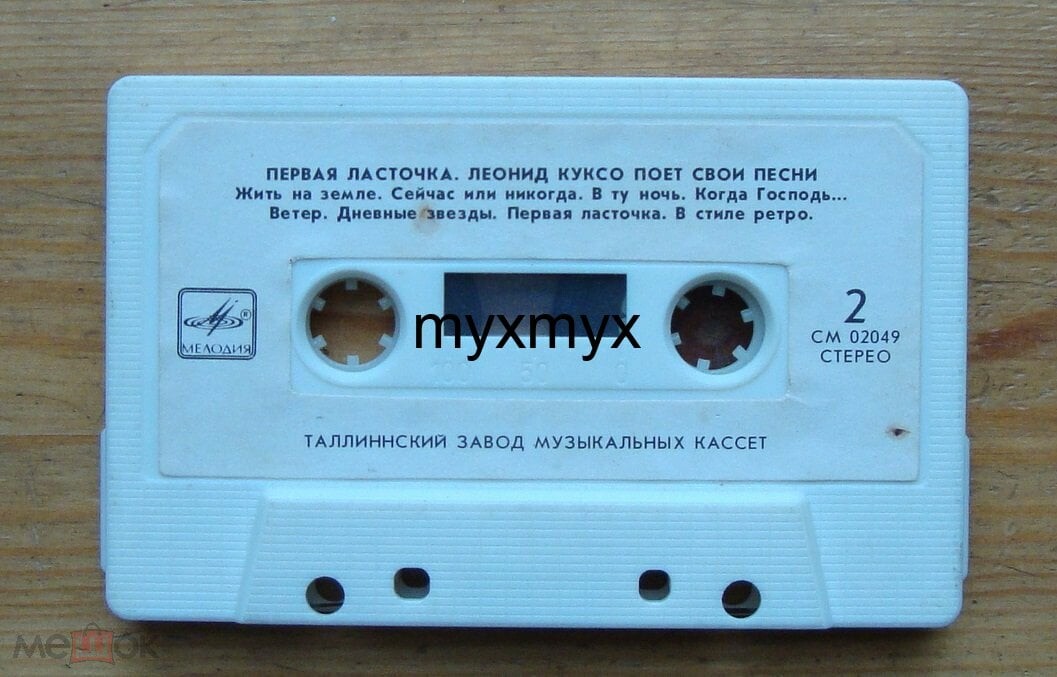 ПЕРВАЯ ЛАСТОЧКА. ЛЕОНИД КУКСО ПОЕТ СВОИ ПЕСНИ
Жить на земле. Сейчас или никогда. В ту ночь. Когда Господь...
Ветер. Дневные звезды. Первая ласточка. В стиле ретро.
МЕЛОДИЯ
®
myxmyx
100 50 0
2
СМ 02049
СТЕРЕО
ТАЛЛИННСКИЙ ЗАВОД МУЗЫКАЛЬНЫХ КАССЕТ
мешок